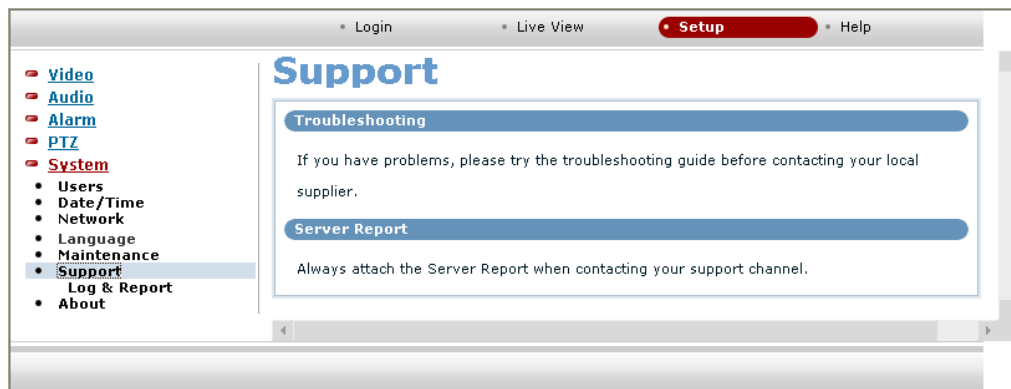 Login
Live View
Setup
Help
Video
Audio
Alarm
PTZ
System
Users
Date/Time
Network
Language
Maintenance
Support
Log & Report
About
Support
Troubleshooting
If you have problems, please try the troubleshooting guide before contacting your local
supplier.
Server Report
Always attach the Server Report when contacting your support channel.